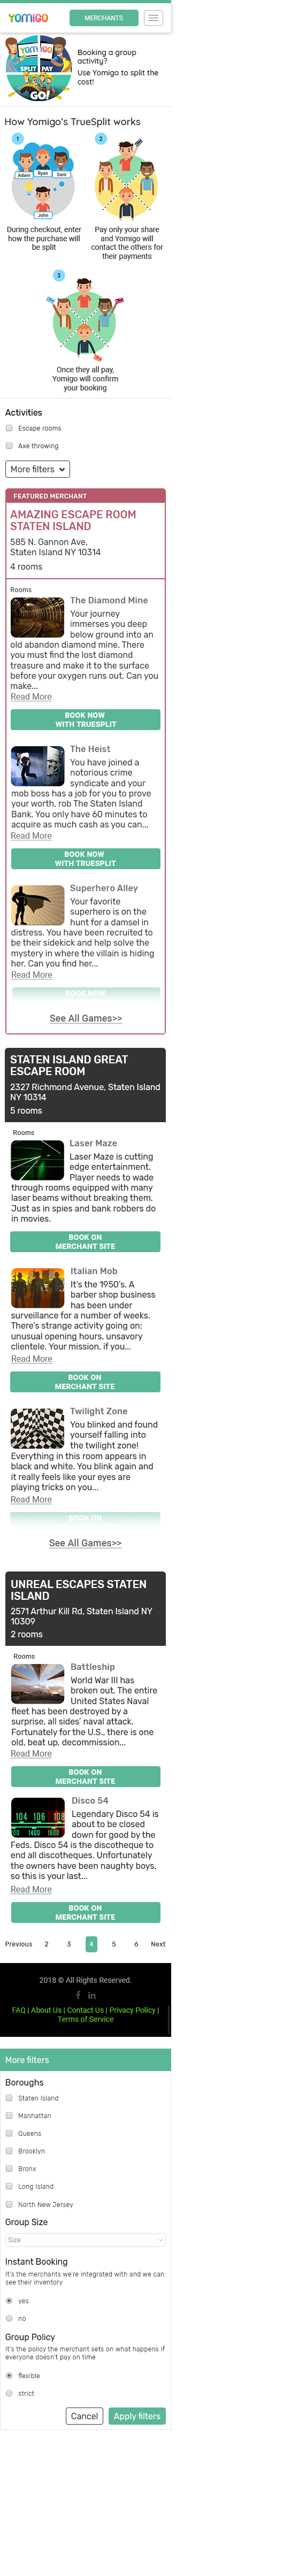 YOMIGO
MERCHANTS
YOMIGO
SPLIT PAY
GO!
Booking a group
activity?
Use Yomigo to split the
cost!
How Yomigo's TrueSplit works
1
Adam Ryan Sam
John
During checkout, enter
how the purchase will
be split
2
Pay only your share
and Yomigo will
contact the others for
their payments
3
Once they all pay,
Yomigo will confirm
your booking
Activities
Escape rooms
Axe throwing
More filters
FEATURED MERCHANT
AMAZING ESCAPE ROOM
STATEN ISLAND
585 N. Gannon Ave,
Staten Island NY 10314
4 rooms
Rooms
The Diamond Mine
Your journey
immerses you deep
below ground into an
old abandon diamond mine. There
you must find the lost diamond
treasure and make it to the surface
before your oxygen runs out. Can you
make...
Read More
BOOK NOW
WITH TRUESPLIT
The Heist
You have joined a
notorious crime
syndicate and your
mob boss has a job for you to prove
your worth, rob The Staten Island
Bank. You only have 60 minutes to
acquire as much cash as you can...
Read More
BOOK NOW
WITH TRUESPLIT
Superhero Alley
Your favorite
superhero is on the
hunt for a damsel in
distress. You have been recruited to
be their sidekick and help solve the
mystery in where the villain is hiding
her. Can you find her...
Read More
BOOK NOW
See All Games>>
STATEN ISLAND GREAT
ESCAPE ROOM
2327 Richmond Avenue, Staten Island
NY 10314
5 rooms
Rooms
Laser Maze
Laser Maze is cutting
edge entertainment.
Player needs to wade
through rooms equipped with many
laser beams without breaking them.
Just as in spies and bank robbers do
in movies.
BOOK ON
MERCHANT SITE
Italian Mob
It's the 1950's. A
barber shop business
has been under
surveillance for a number of weeks.
There's strange activity going on:
unusual opening hours, unsavory
clientele. Your mission, if you...
Read More
BOOK ON
MERCHANT SITE
Twilight Zone
You blinked and found
yourself falling into
the twilight zone!
Everything in this room appears in
black and white. You blink again and
it really feels like your eyes are
playing tricks on you...
Read More
BOOK ON
See All Games>>
UNREAL ESCAPES STATEN
ISLAND
2571 Arthur Kill Rd, Staten Island NY
10309
2 rooms
Rooms
Battleship
World War III has
broken out. The entire
United States Naval
fleet has been destroyed by a
surprise, all sides' naval attack.
Fortunately for the U.S., there is one
old, beat up, decommission...
Read More
BOOK ON
MERCHANT SITE
104 106 108
1400 1600
Disco 54
Legendary Disco 54 is
about to be closed
down for good by the
Feds. Disco 54 is the discotheque to
end all discotheques. Unfortunately
the owners have been naughty boys,
so this is your last...
Read More
BOOK ON
MERCHANT SITE
Previous 2 3 4 5 6 Next
2018 © All Rights Reserved.
FAQ | About Us | Contact Us | Privacy Policy |
Terms of Service
More filters
Boroughs
Staten Island
Manhattan
Queens
Brooklyn
Bronx
Long Island
North New Jersey
Group Size
Size
Instant Booking
It's the merchants we're integrated with and we can
see their inventory
yes
no
Group Policy
It's the policy the merchant sets on what happens if
everyone doesn't pay on time
flexible
strict
Cancel Apply filters